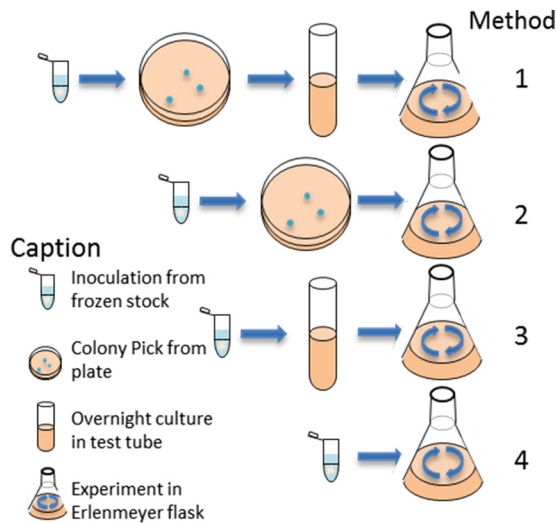 Method
1
2
3
4
Caption
Inoculation from
frozen stock
Colony Pick from
plate
Overnight culture
in test tube
Experiment in
Erlenmeyer flask